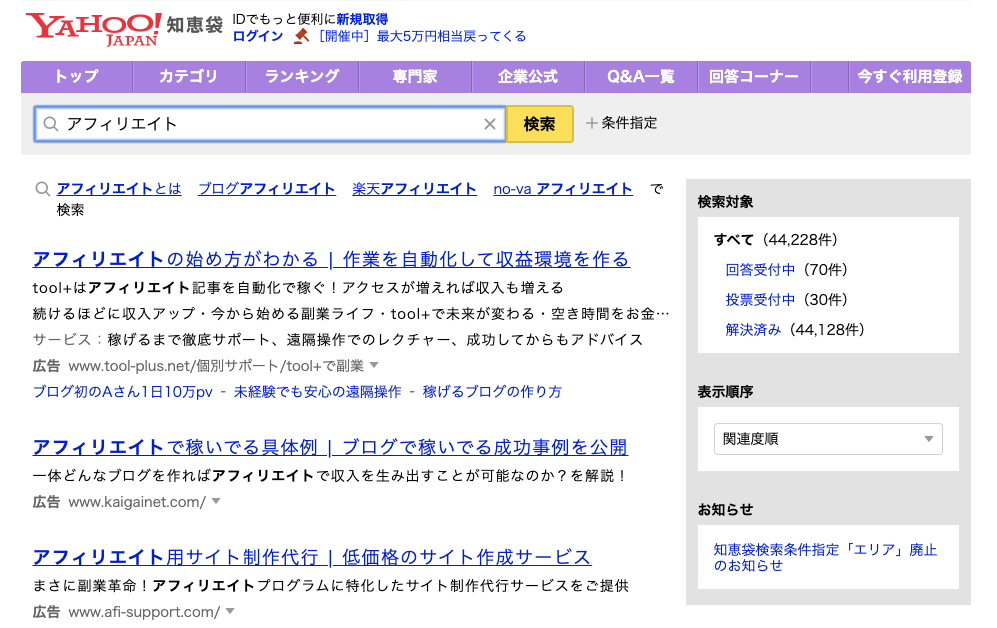 YAHOO! JAPAN 知恵袋
IDでもっと便利に新規取得
ログイン ［開催中］最大5万円相当戻ってくる
トップ カテゴリ ランキング 専門家 企業公式 Q&A一覧 回答コーナー 今すぐ利用登録
アフィリエイト × 検索 +条件指定
アフィリエイトとは ブログアフィリエイト 楽天アフィリエイト no-va アフィリエイト で
検索
アフィリエイトの始め方がわかる | 作業を自動化して収益環境を作る
tool+はアフィリエイト記事を自動化で稼ぐ！アクセスが増えれば収入も増える
続けるほどに収入アップ・今から始める副業ライフ・tool+で未来が変わる・空き時間をお金…
サービス：稼げるまで徹底サポート、遠隔操作でのレクチャー、成功してからもアドバイス
広告 www.tool-plus.net/個別サポート/tool+で副業
ブログ初のAさん1日10万pv - 未経験でも安心の遠隔操作 - 稼げるブログの作り方
アフィリエイトで稼いでる具体例 | ブログで稼いでる成功事例を公開
一体どんなブログを作ればアフィリエイトで収入を生み出すことが可能なのか？を解説！
広告 www.kaigainet.com/
アフィリエイト用サイト制作代行 | 低価格のサイト作成サービス
まさに副業革命！アフィリエイトプログラムに特化したサイト制作代行サービスをご提供
広告 www.afi-support.com/
検索対象
すべて（44,228件）
回答受付中（70件）
投票受付中（30件）
解決済み（44,128件）
表示順序
関連度順
お知らせ
知恵袋検索条件指定「エリア」廃止
のお知らせ